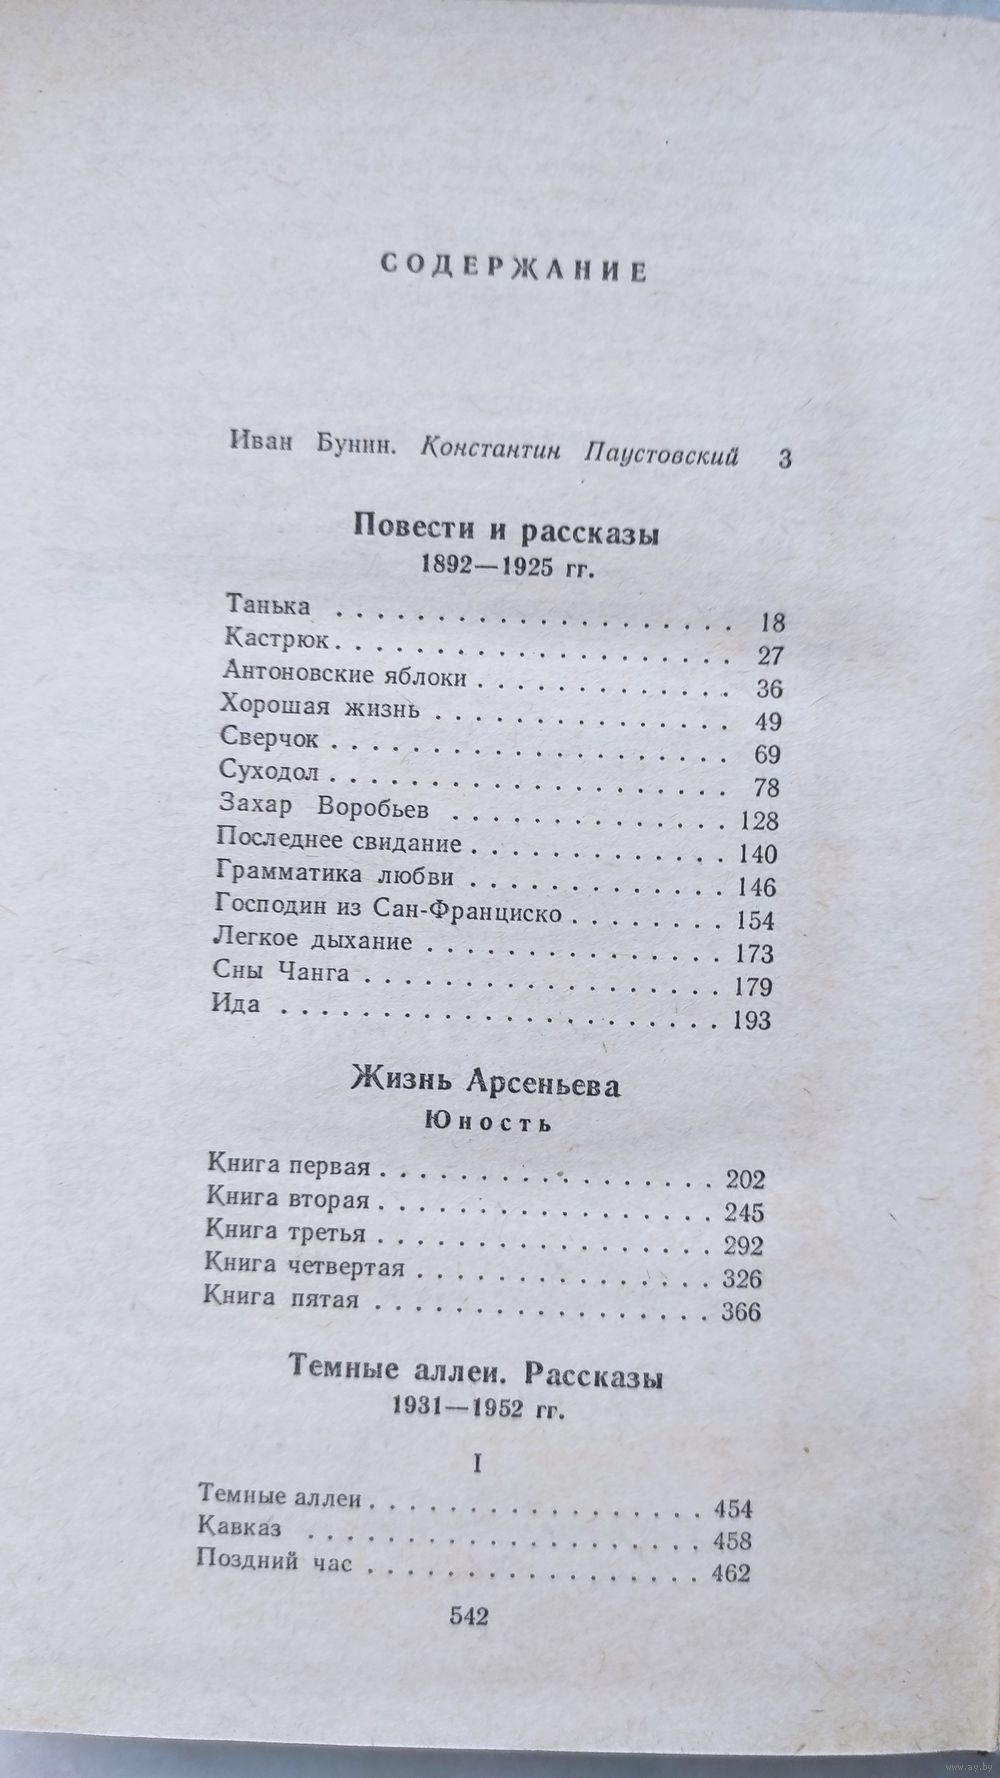 СОДЕРЖАНИЕ
Иван Бунин. Константин Паустовский 3
Повести и рассказы
1892—1925 гг.
Танька . . . . . . . . . . . . . . . . . . . . 18
Кастрюк . . . . . . . . . . . . . . . . . . . . 27
Антоновские яблоки . . . . . . . . . . . . . 36
Хорошая жизнь . . . . . . . . . . . . . . . 49
Сверчок . . . . . . . . . . . . . . . . . . . . 69
Суходол . . . . . . . . . . . . . . . . . . . . 78
Захар Воробьев . . . . . . . . . . . . . . 128
Последнее свидание . . . . . . . . . . . . . 140
Грамматика любви . . . . . . . . . . . . . 146
Господин из Сан-Франциско . . . . . . . . 154
Легкое дыхание . . . . . . . . . . . . . . . 173
Сны Чанга . . . . . . . . . . . . . . . . . . 179
Ида . . . . . . . . . . . . . . . . . . . . . . 193
Жизнь Арсеньева
Юность
Книга первая . . . . . . . . . . . . . . . . . 202
Книга вторая . . . . . . . . . . . . . . . . . 245
Книга третья . . . . . . . . . . . . . . . . . 292
Книга четвертая . . . . . . . . . . . . . . . 326
Книга пятая . . . . . . . . . . . . . . . . . 366
Темные аллеи. Рассказы
1931—1952 гг.
I
Темные аллеи . . . . . . . . . . . . . . . . . 454
Кавказ . . . . . . . . . . . . . . . . . . . . 458
Поздний час . . . . . . . . . . . . . . . . . 462
542
www.ay.by